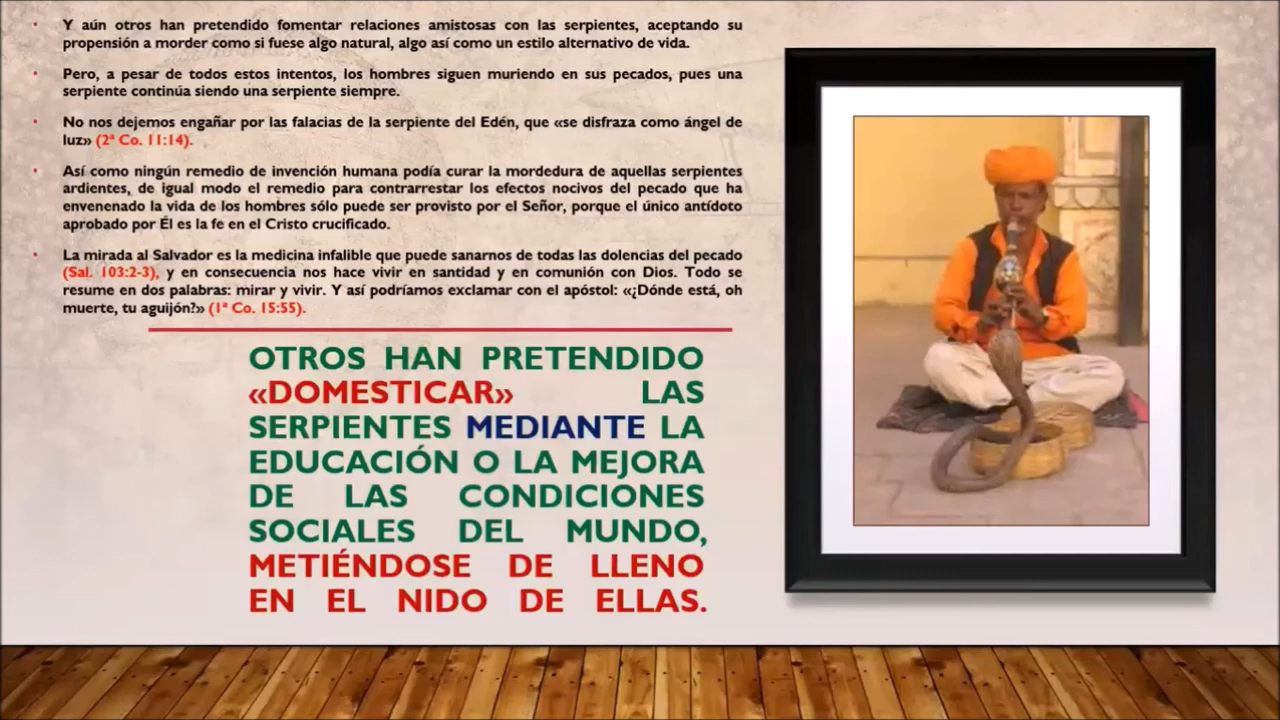 Y aún otros han pretendido fomentar relaciones amistosas con las serpientes, aceptando su
propensión a morder como si fuese algo natural, algo así como un estilo alternativo de vida.
Pero, a pesar de todos estos intentos, los hombres siguen muriendo en sus pecados, pues una
serpiente continúa siendo una serpiente siempre.
No nos dejemos engañar por las falacias de la serpiente del Edén, que «se disfraza como ángel de
luz» (2ª Co. 11:14).
Así como ningún remedio de invención humana podía curar la mordedura de aquellas serpientes
ardientes, de igual modo el remedio para contrarrestar los efectos nocivos del pecado que ha
envenenado la vida de los hombres sólo puede ser provisto por el Señor, porque el único antídoto
aprobado por Él es la fe en el Cristo crucificado.
La mirada al Salvador es la medicina infalible que puede sanarnos de todas las dolencias del pecado
(Sal. 103:2-3), y en consecuencia nos hace vivir en santidad y en comunión con Dios. Todo se
resume en dos palabras: mirar y vivir. Y así podríamos exclamar con el apóstol: «¿Dónde está, oh
muerte, tu aguijón?» (1ª Co. 15:55).
OTROS HAN PRETENDIDO
«DOMESTICAR» LAS
SERPIENTES MEDIANTE LA
EDUCACIÓN O LA MEJORA
DE LAS CONDICIONES
SOCIALES DEL MUNDO,
METIÉNDOSE DE LLENO
EN EL NIDO DE ELLAS.